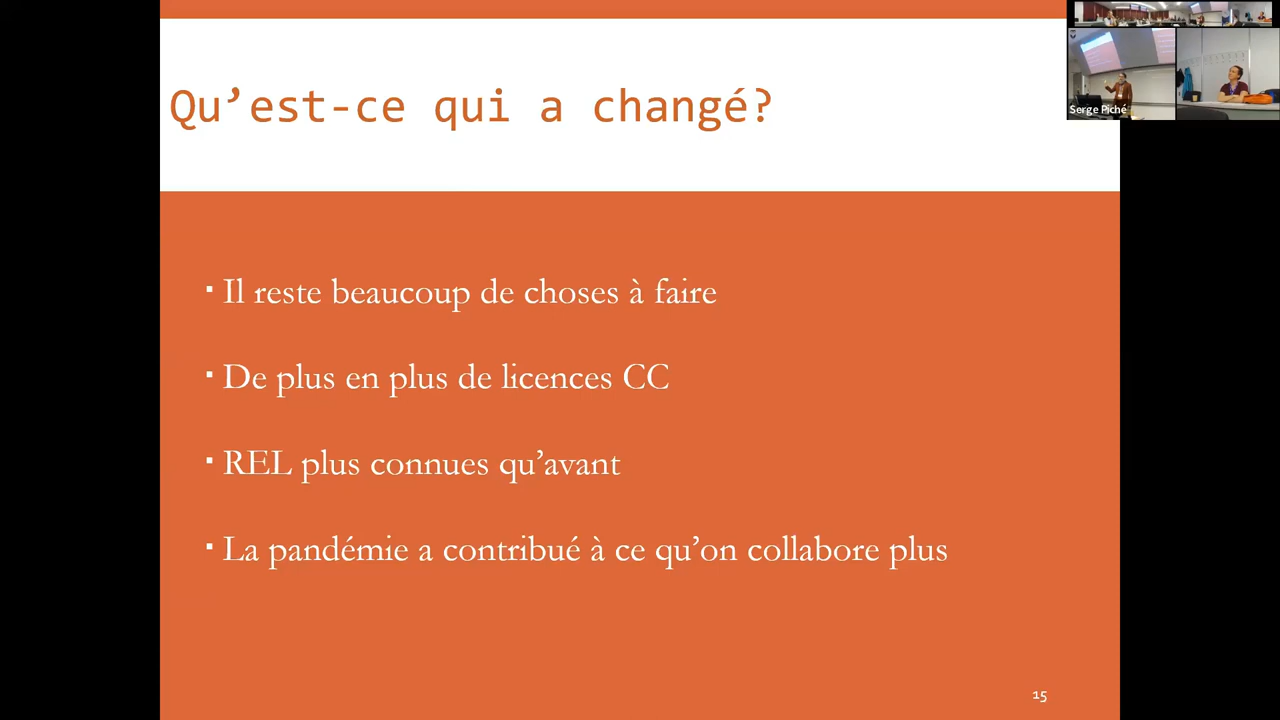 Qu’est-ce qui a changé?
Serge Piché
▪ Il reste beaucoup de choses à faire
▪ De plus en plus de licences CC
▪ REL plus connues qu’avant
▪ La pandémie a contribué à ce qu’on collabore plus
15